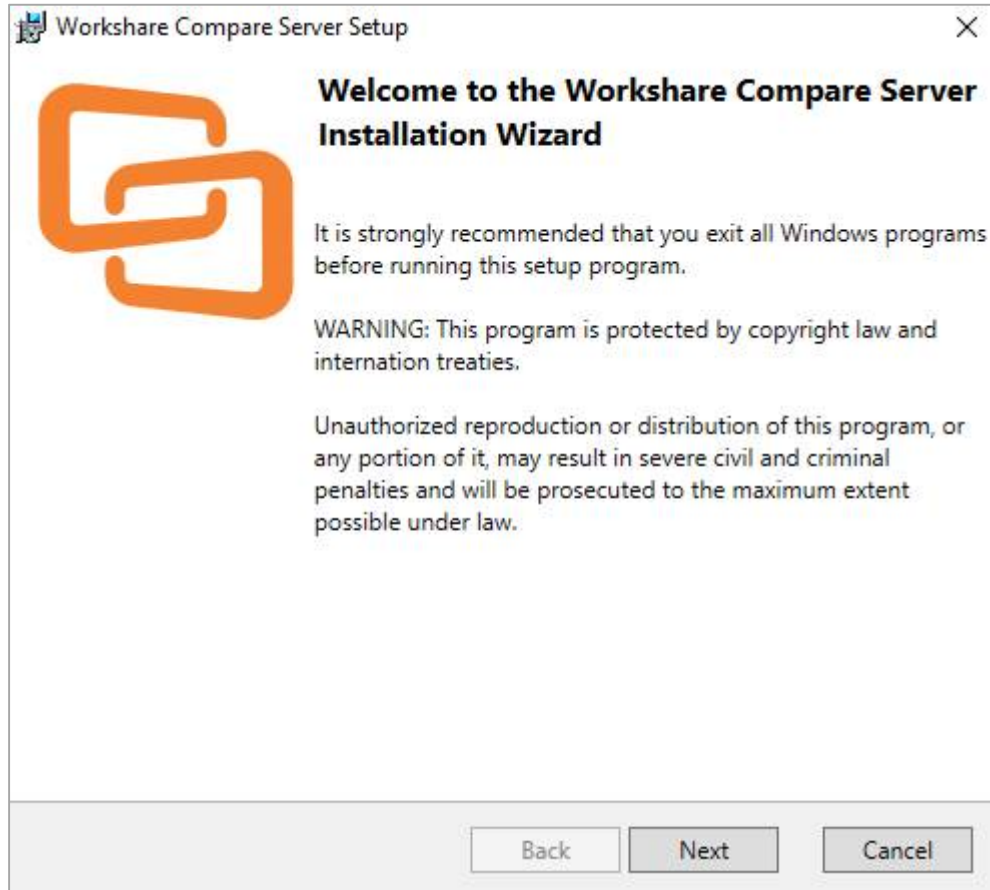 Workshare Compare Server Setup
Welcome to the Workshare Compare Server
Installation Wizard
It is strongly recommended that you exit all Windows programs
before running this setup program.
WARNING: This program is protected by copyright law and
internation treaties.
Unauthorized reproduction or distribution of this program, or
any portion of it, may result in severe civil and criminal
penalties and will be prosecuted to the maximum extent
possible under law.
Back Next Cancel